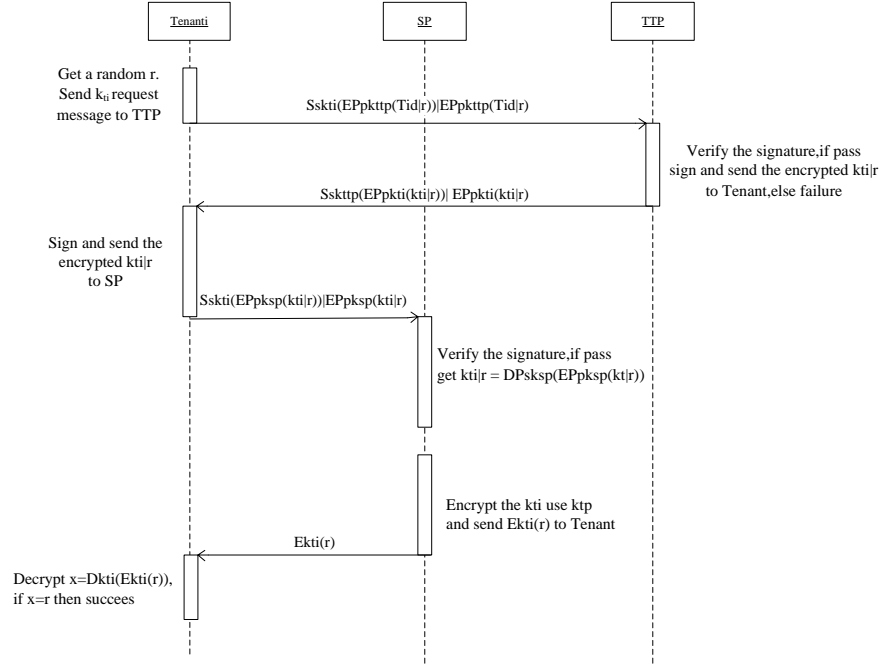 Tenanti
SP
TTP
Get a random r.
Send kti request
message to TTP
Sskti(EPpkttp(Tid|r))|EPpkttp(Tid|r)
Verify the signature,if pass
sign and send the encrypted kti|r
to Tenant,else failure
Sskttp(EPpkti(kti|r))| EPpkti(kti|r)
Sign and send the
encrypted kti|r
to SP
Sskti(EPpksp(kti|r))|EPpksp(kti|r)
Verify the signature,if pass
get kti|r = DPsksp(EPpksp(kt|r))
Encrypt the kti use ktp
and send Ekti(r) to Tenant
Ekti(r)
Decrypt x=Dkti(Ekti(r)),
if x=r then succees